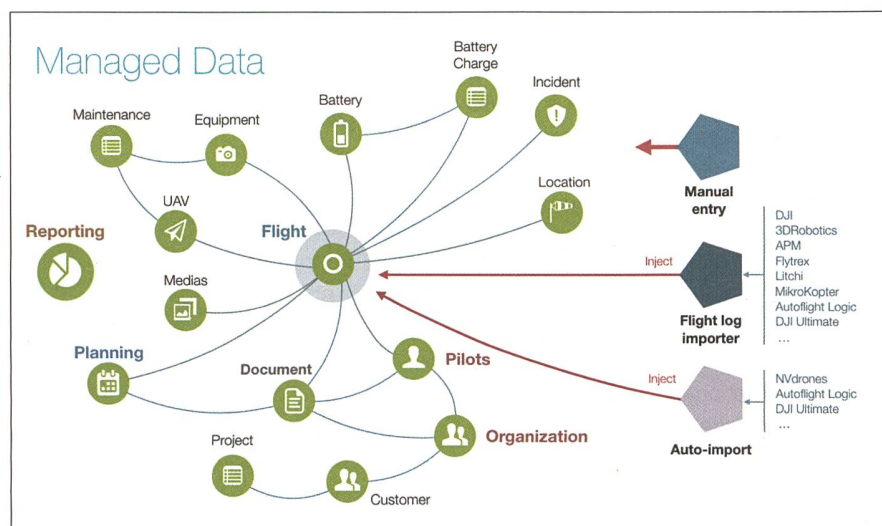 Managed Data
Battery
Charge
Incident
Battery
Maintenance
Equipment
UAV
Location
Reporting
Flight
Medias
Planning
Document
Pilots
Organization
Project
Customer
Manual
entry
Inject
Flight log
importer
DJI
3DRobotics
APM
Flytrex
Litchi
MikroKopter
Autoflight Logic
DJI Ultimate
...
Inject
Auto-import
NVdrones
Autoflight Logic
DJI Ultimate
...